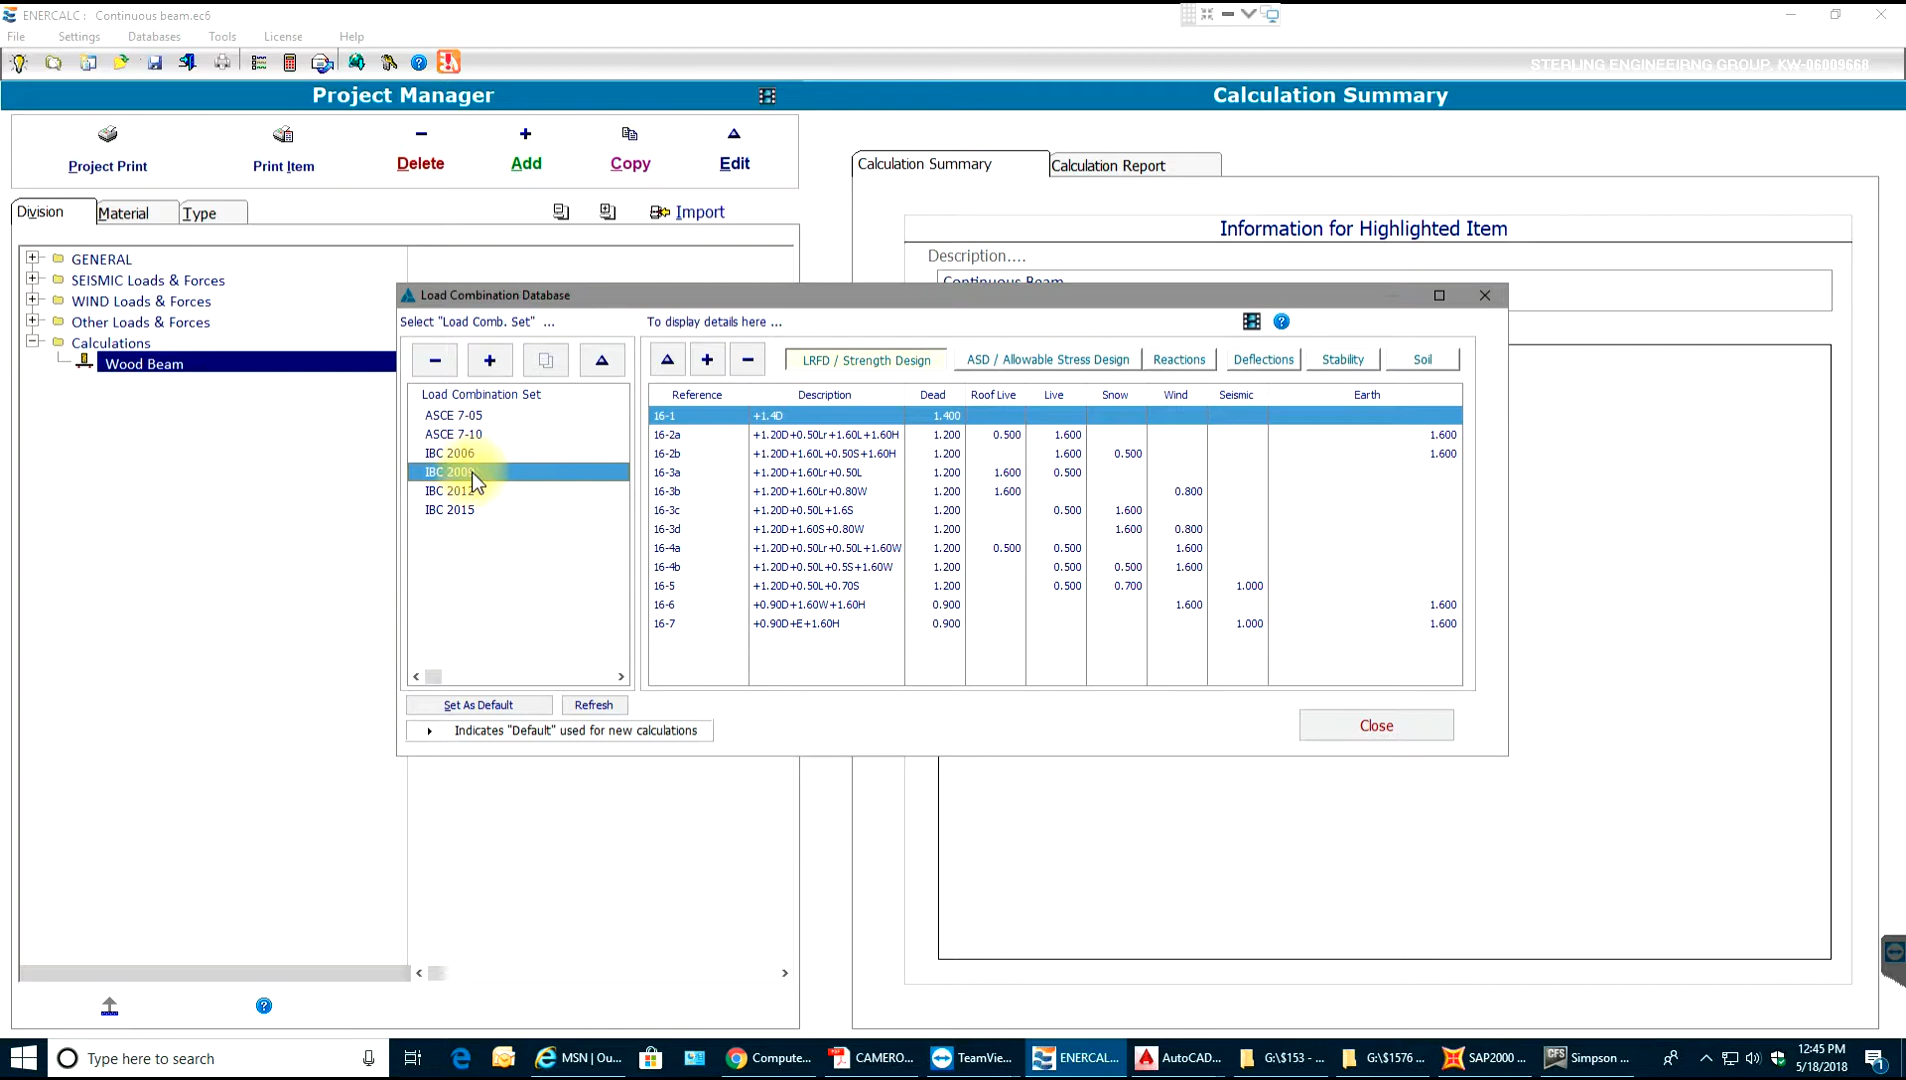 ENERCALC : Continuous beam.ec6
File Settings Databases Tools License Help
STERLING ENGINEEIRNG GROUP. KW-06009668
Project Manager
Calculation Summary
Project Print Print Item Delete Add Copy Edit
Calculation Summary Calculation Report
Division Material Type Import
Information for Highlighted Item
Description....
Continuous Beam
GENERAL
SEISMIC Loads & Forces
WIND Loads & Forces
Other Loads & Forces
Calculations
Wood Beam
Load Combination Database
Select "Load Comb. Set" ... To display details here ...
LRFD / Strength Design ASD / Allowable Stress Design Reactions Deflections Stability Soil
Load Combination Set
ASCE 7-05
ASCE 7-10
IBC 2006
IBC
IBC 2012
IBC 2015
Reference Description Dead Roof Live Live Snow Wind Seismic Earth
16-1 +1.4D 1.400
16-2a +1.20D+0.50Lr+1.60L+1.60H 1.200 0.500 1.600 1.600
16-2b +1.20D+1.60L+0.50S+1.60H 1.200 1.600 0.500 1.600
16-3a +1.20D+1.60Lr+0.50L 1.200 1.600 0.500
16-3b +1.20D+1.60Lr+0.80W 1.200 1.600 0.800
16-3c +1.20D+0.50L+1.6S 1.200 0.500 1.600
16-3d +1.20D+1.60S+0.80W 1.200 1.600 0.800
16-4a +1.20D+0.50Lr+0.50L+1.60W 1.200 0.500 0.500 1.600
16-4b +1.20D+0.50L+0.5S+1.60W 1.200 0.500 0.500 1.600
16-5 +1.20D+0.50L+0.70S 1.200 0.500 0.700 1.000
16-6 +0.90D+1.60W+1.60H 0.900 1.600 1.600
16-7 +0.90D+E+1.60H 0.900 1.000 1.600
Set As Default Refresh
Indicates "Default" used for new calculations
Close
Type here to search
MSN | Ou...
Compute...
CAMERO...
TeamVie...
ENERCAL...
AutoCAD...
G:\$153 - ...
G:\$1576 ...
SAP2000 ...
CFS
Simpson ...
12:45 PM
5/18/2018
1